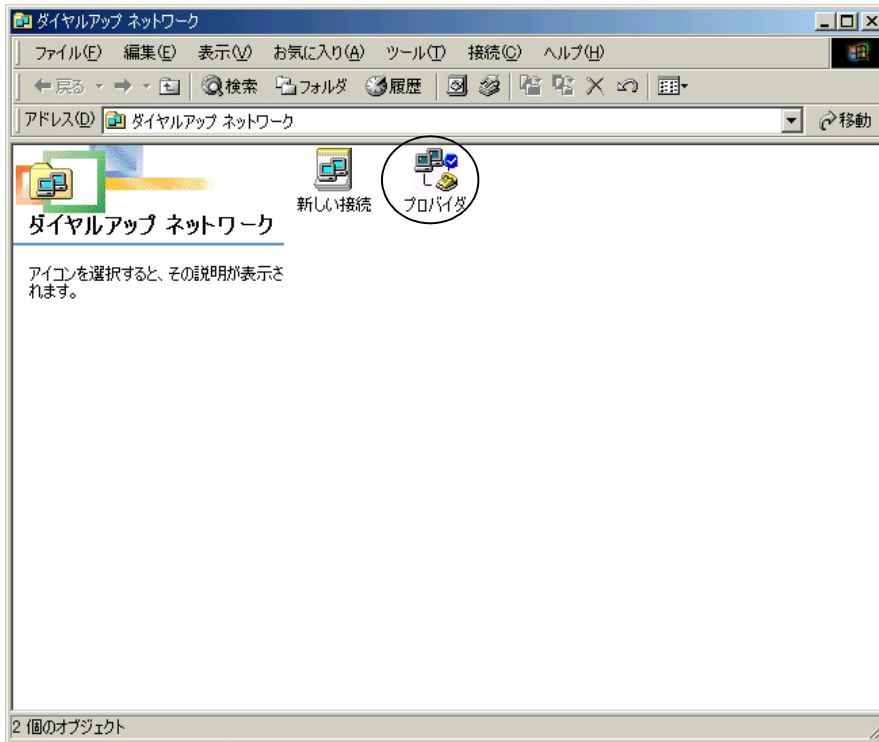 ダイヤルアップ ネットワーク
ファイル(F) 編集(E) 表示(V) お気に入り(A) ツール(T) 接続(C) ヘルプ(H)
戻る 検索 フォルダ 履歴
アドレス(D) ダイヤルアップ ネットワーク 移動
新しい接続 プロバイダ
ダイヤルアップ ネットワーク
アイコンを選択すると、その説明が表示さ
れます。
2 個のオブジェクト